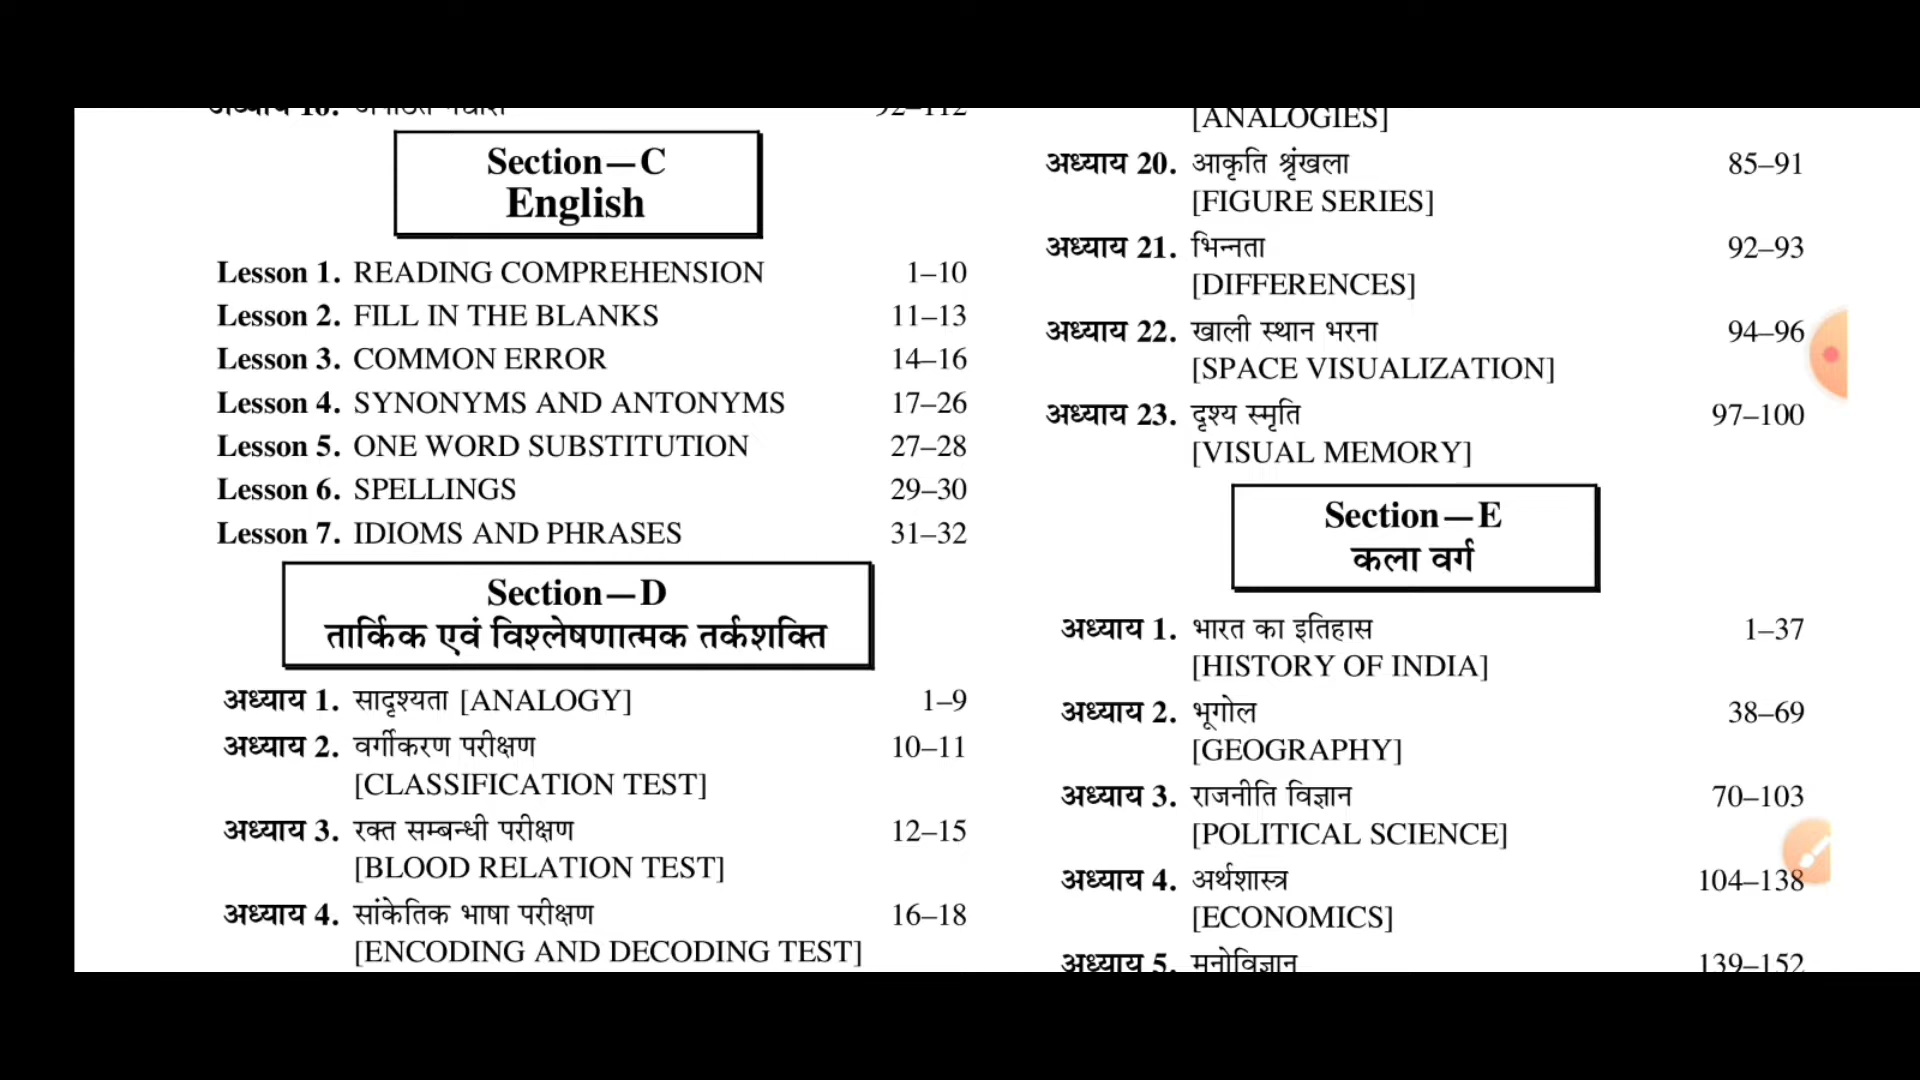 92–112
Section—C
English
Lesson 1. READING COMPREHENSION 1–10
Lesson 2. FILL IN THE BLANKS 11–13
Lesson 3. COMMON ERROR 14–16
Lesson 4. SYNONYMS AND ANTONYMS 17–26
Lesson 5. ONE WORD SUBSTITUTION 27–28
Lesson 6. SPELLINGS 29–30
Lesson 7. IDIOMS AND PHRASES 31–32
Section—D
तार्किक एवं विश्लेषणात्मक तर्कशक्ति
अध्याय 1. सादृश्यता [ANALOGY] 1–9
अध्याय 2. वर्गीकरण परीक्षण 10–11
[CLASSIFICATION TEST]
अध्याय 3. रक्त सम्बन्धी परीक्षण 12–15
[BLOOD RELATION TEST]
अध्याय 4. सांकेतिक भाषा परीक्षण 16–18
[ENCODING AND DECODING TEST]
[ANALOGIES]
अध्याय 20. आकृति श्रृंखला 85–91
[FIGURE SERIES]
अध्याय 21. भिन्नता 92–93
[DIFFERENCES]
अध्याय 22. खाली स्थान भरना 94–96
[SPACE VISUALIZATION]
अध्याय 23. दृश्य स्मृति 97–100
[VISUAL MEMORY]
Section—E
कला वर्ग
अध्याय 1. भारत का इतिहास 1–37
[HISTORY OF INDIA]
अध्याय 2. भूगोल 38–69
[GEOGRAPHY]
अध्याय 3. राजनीति विज्ञान 70–103
[POLITICAL SCIENCE]
अध्याय 4. अर्थशास्त्र 104–138
[ECONOMICS]
अध्याय 5. मनोविज्ञान 139–152